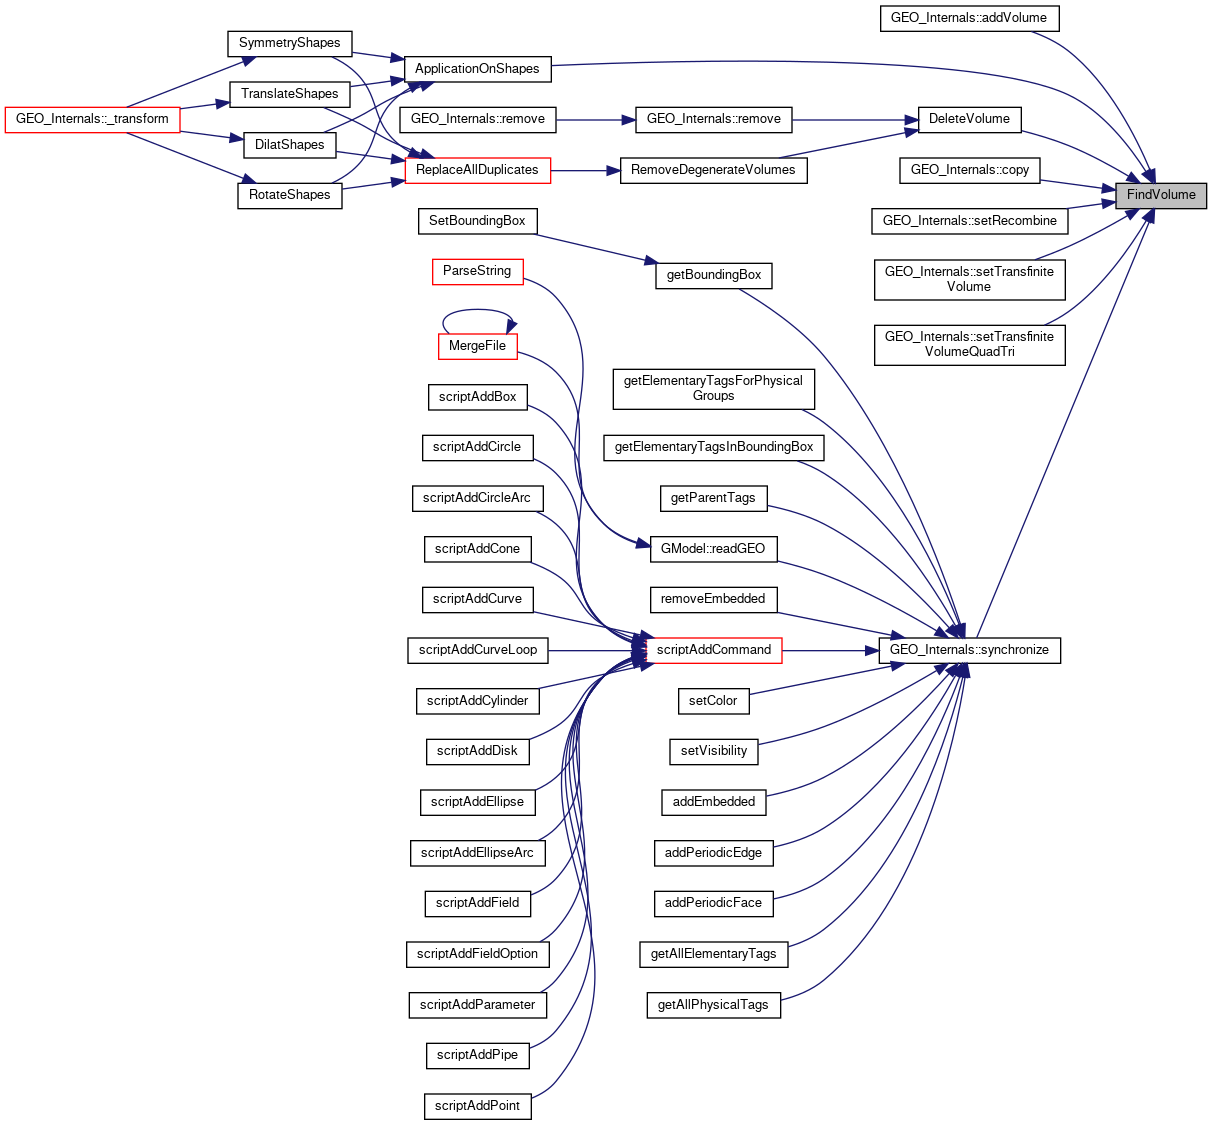 GEO_Internals::addVolume
SymmetryShapes
ApplicationOnShapes
TranslateShapes
GEO_Internals::_transform
GEO_Internals::remove
GEO_Internals::remove
DeleteVolume
DilatShapes
ReplaceAllDuplicates
RemoveDegenerateVolumes
GEO_Internals::copy
RotateShapes
FindVolume
SetBoundingBox
GEO_Internals::setRecombine
ParseString
getBoundingBox
GEO_Internals::setTransfinite
Volume
MergeFile
GEO_Internals::setTransfinite
VolumeQuadTri
scriptAddBox
getElementaryTagsForPhysical
Groups
scriptAddCircle
getElementaryTagsInBoundingBox
scriptAddCircleArc
getParentTags
scriptAddCone
GModel::readGEO
scriptAddCurve
removeEmbedded
scriptAddCurveLoop
scriptAddCommand
GEO_Internals::synchronize
scriptAddCylinder
setColor
scriptAddDisk
setVisibility
scriptAddEllipse
addEmbedded
scriptAddEllipseArc
addPeriodicEdge
scriptAddField
addPeriodicFace
scriptAddFieldOption
getAllElementaryTags
scriptAddParameter
getAllPhysicalTags
scriptAddPipe
scriptAddPoint